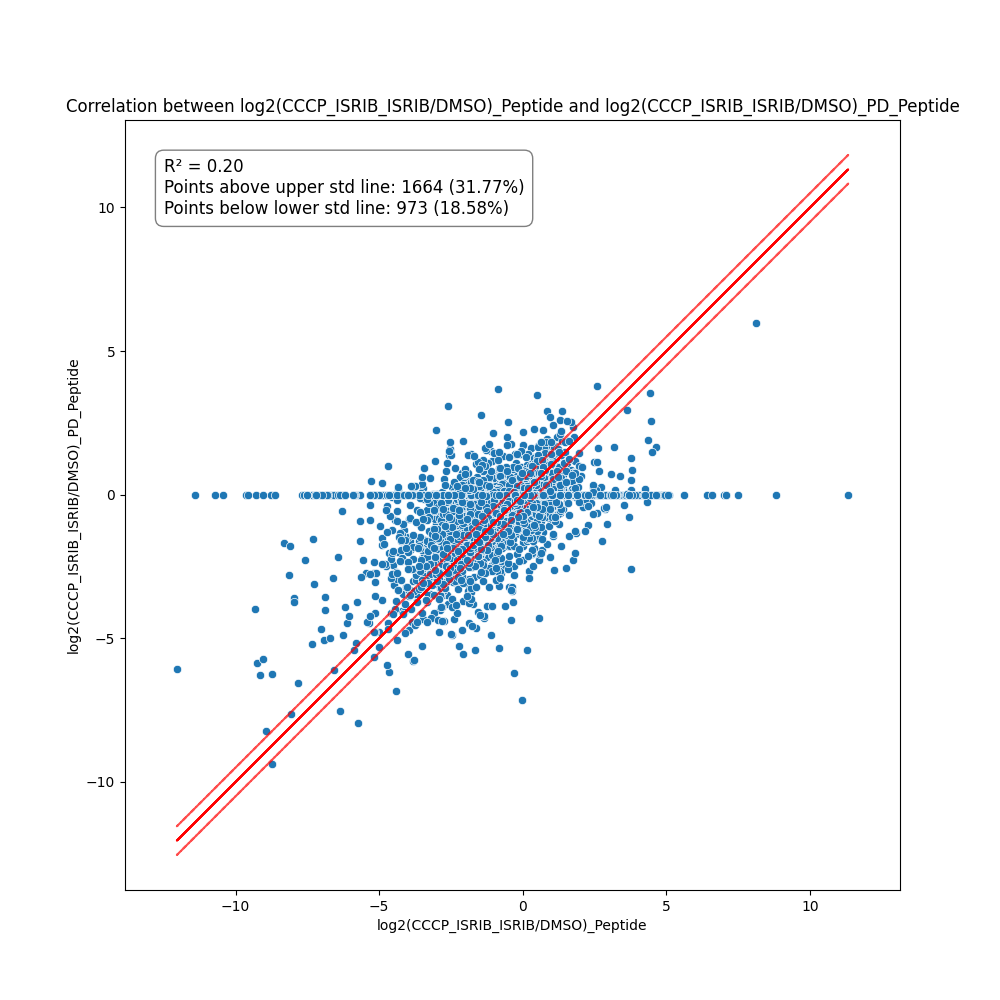 Correlation between log2(CCCP_ISRIB_ISRIB/DMSO)_Peptide and log2(CCCP_ISRIB_ISRIB/DMSO)_PD_Peptide
R² = 0.20
Points above upper std line: 1664 (31.77%)
Points below lower std line: 973 (18.58%)
10
5
0
−5
−10
log2(CCCP_ISRIB_ISRIB/DMSO)_PD_Peptide
−10
−5
0
5
10
log2(CCCP_ISRIB_ISRIB/DMSO)_Peptide